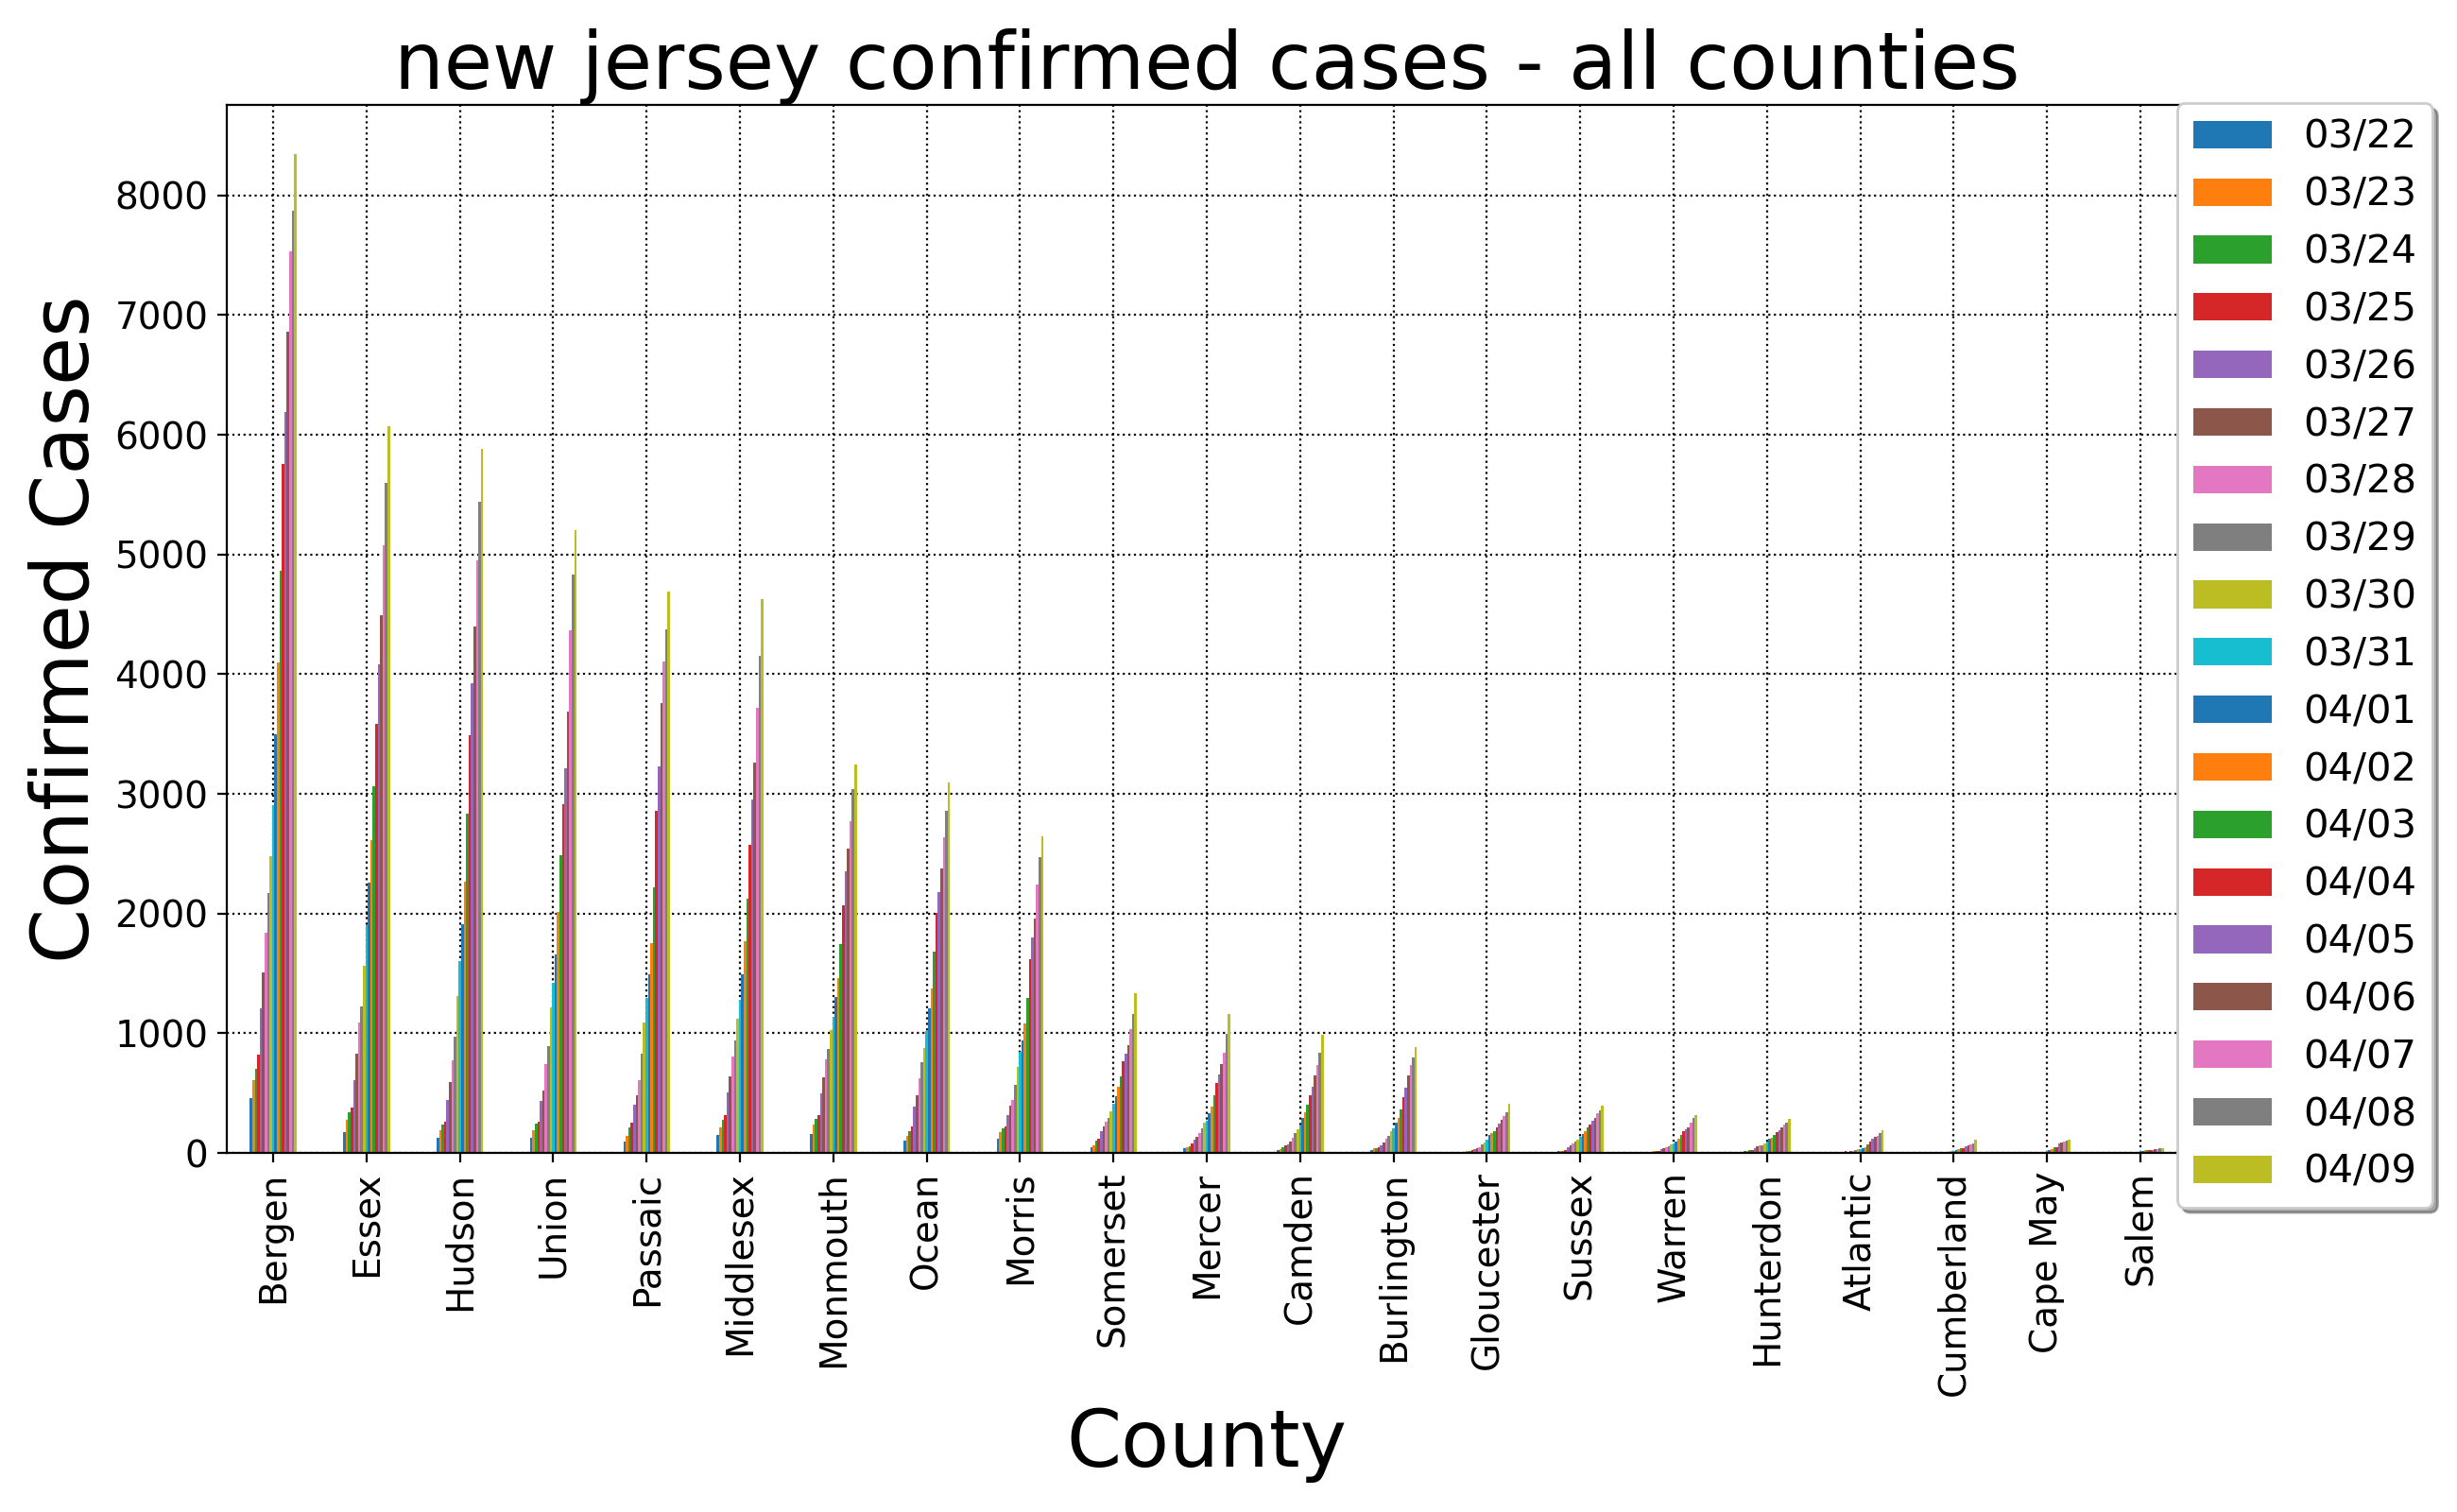 new jersey confirmed cases - all counties
Confirmed Cases
8000
7000
6000
5000
4000
3000
2000
1000
0
Bergen
Essex
Hudson
Union
Passaic
Middlesex
Monmouth
Ocean
Morris
Somerset
Mercer
Camden
Burlington
Gloucester
Sussex
Warren
Hunterdon
Atlantic
Cumberland
Cape May
Salem
County
03/22
03/23
03/24
03/25
03/26
03/27
03/28
03/29
03/30
03/31
04/01
04/02
04/03
04/04
04/05
04/06
04/07
04/08
04/09